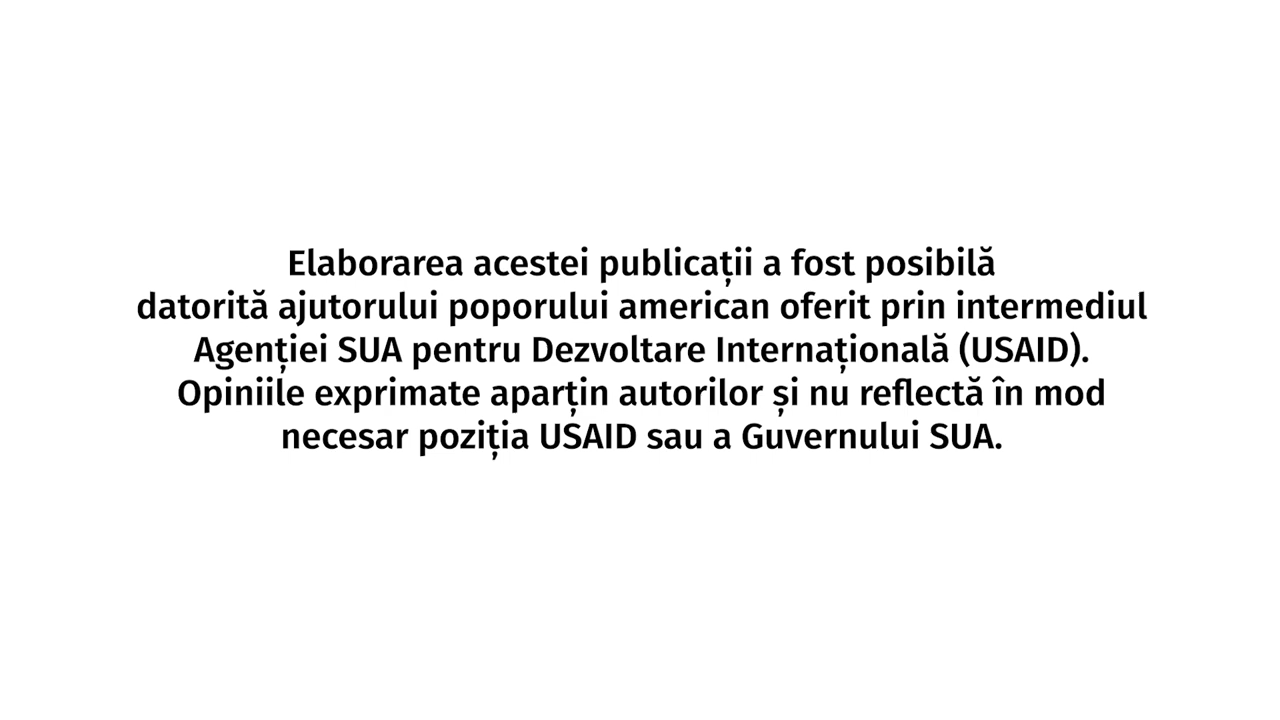 Elaborarea acestei publicații a fost posibilă
datorită ajutorului poporului american oferit prin intermediul
Agenției SUA pentru Dezvoltare Internațională (USAID).
Opiniile exprimate aparțin autorilor și nu reflectă în mod
necesar poziția USAID sau a Guvernului SUA.